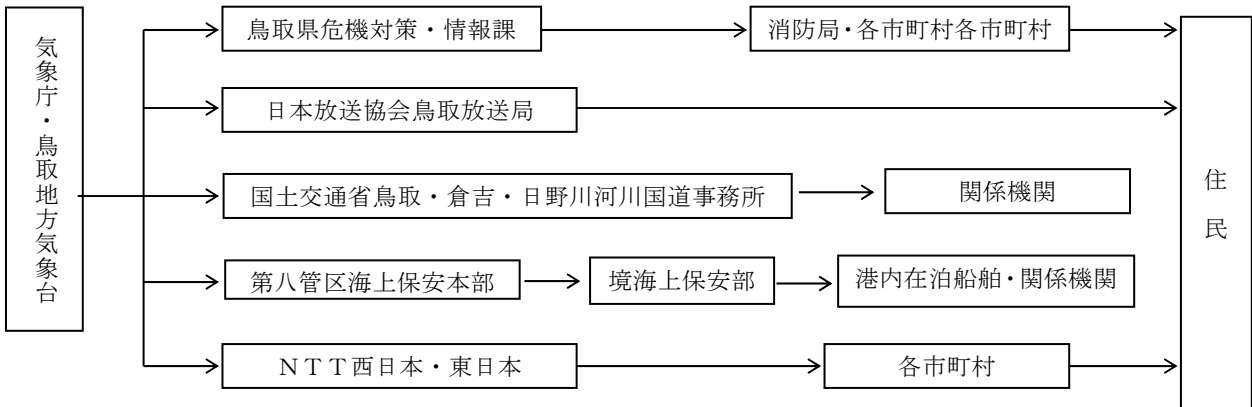 気象庁・鳥取地方気象台
鳥取県危機対策・情報課
消防局・各市町村各市町村
日本放送協会鳥取放送局
国土交通省鳥取・倉吉・日野川河川国道事務所
関係機関
第八管区海上保安本部
境海上保安部
港内在泊船舶・関係機関
ＮＴＴ西日本・東日本
各市町村
住民